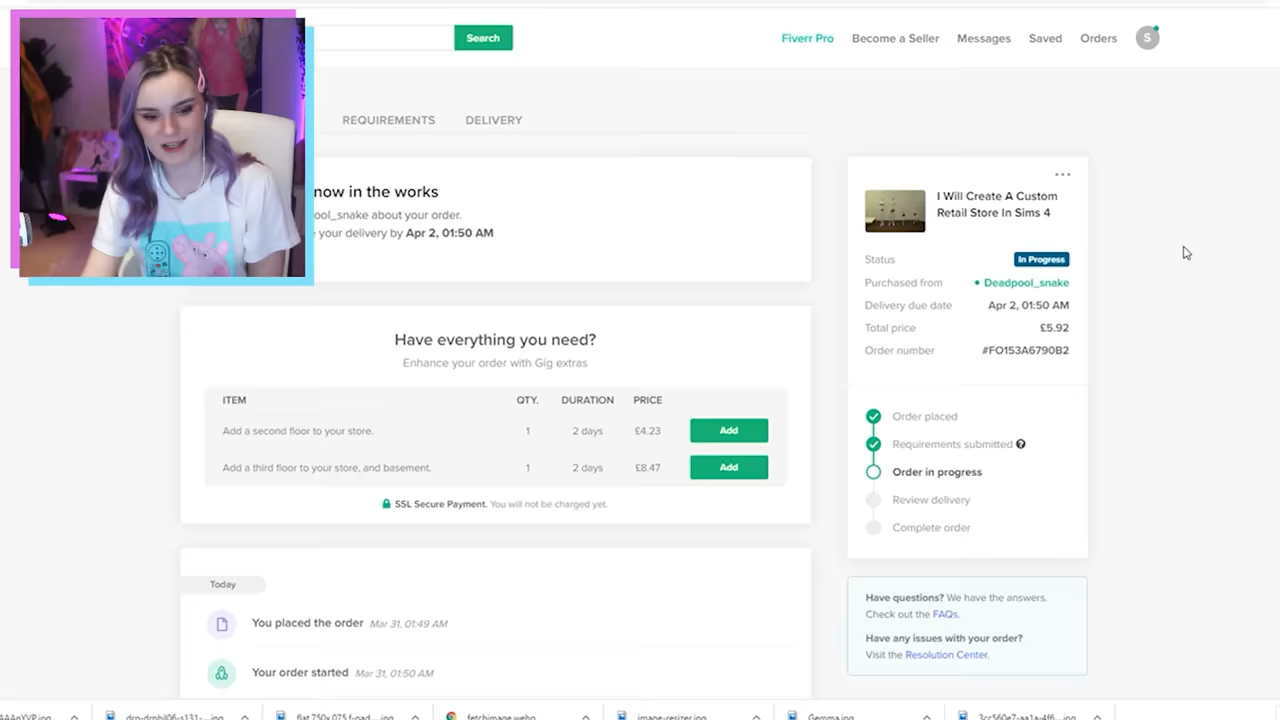 Search
Fiverr Pro
Become a Seller
Messages
Saved
Orders
S
REQUIREMENTS
DELIVERY
now in the works
ool_snake about your order.
your delivery by Apr 2, 01:50 AM
Have everything you need?
Enhance your order with Gig extras
ITEM QTY. DURATION PRICE
Add a second floor to your store. 1 2 days £4.23 Add
Add a third floor to your store, and basement. 1 2 days £8.47 Add
SSL Secure Payment. You will not be charged yet.
Today
You placed the order Mar 31, 01:49 AM
Your order started Mar 31, 01:50 AM
I Will Create A Custom
Retail Store In Sims 4
Status In Progress
Purchased from Deadpool_snake
Delivery due date Apr 2, 01:50 AM
Total price £5.92
Order number #FO153A6790B2
Order placed
Requirements submitted
Order in progress
Review delivery
Complete order
Have questions? We have the answers.
Check out the FAQs.
Have any issues with your order?
Visit the Resolution Center.
fetchimage.webp
image-resizer.jpg
Gemma.jpg